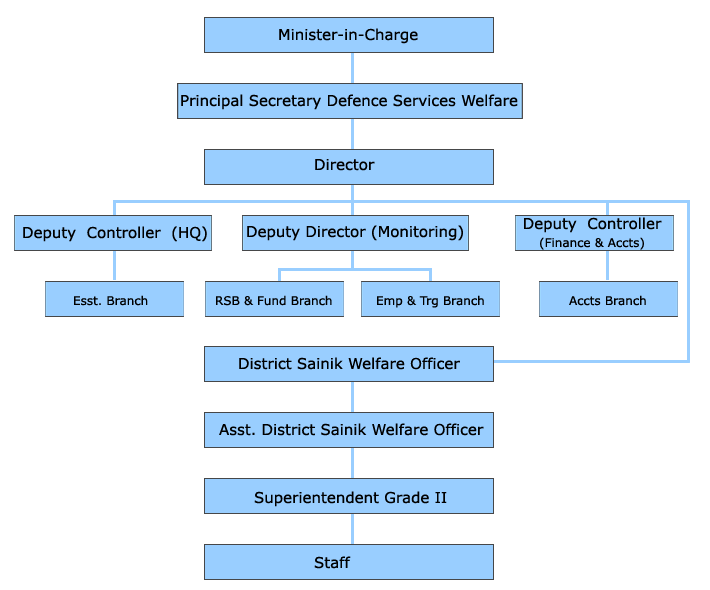 Minister-in-Charge
Principal Secretary Defence Services Welfare
Director
Deputy Controller (HQ)
Deputy Director (Monitoring)
Deputy Controller
(Finance & Accts)
Esst. Branch
RSB & Fund Branch
Emp & Trg Branch
Accts Branch
District Sainik Welfare Officer
Asst. District Sainik Welfare Officer
Superientendent Grade II
Staff